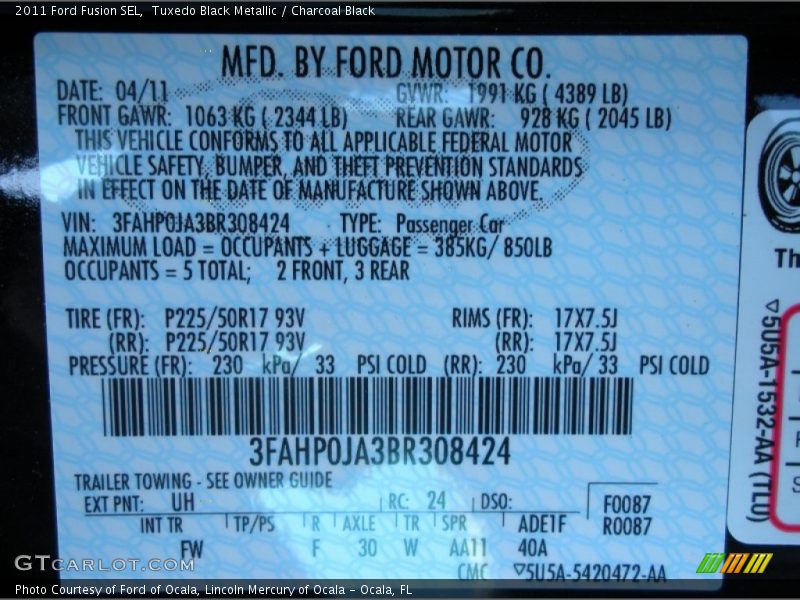 2011 Ford Fusion SEL, Tuxedo Black Metallic / Charcoal Black
MFD. BY FORD MOTOR CO.
DATE: 04/11 GVWR: 1991 KG ( 4389 LB)
FRONT GAWR: 1063 KG ( 2344 LB) REAR GAWR: 928 KG ( 2045 LB)
THIS VEHICLE CONFORMS TO ALL APPLICABLE FEDERAL MOTOR
VEHICLE SAFETY, BUMPER, AND THEFT PREVENTION STANDARDS
IN EFFECT ON THE DATE OF MANUFACTURE SHOWN ABOVE.
VIN: 3FAHP0JA3BR308424 TYPE: Passenger Car
MAXIMUM LOAD = OCCUPANTS + LUGGAGE = 385KG/ 850LB
OCCUPANTS = 5 TOTAL; 2 FRONT, 3 REAR
TIRE (FR): P225/50R17 93V RIMS (FR): 17X7.5J
(RR): P225/50R17 93V (RR): 17X7.5J
PRESSURE (FR): 230 kPa/ 33 PSI COLD (RR): 230 kPa/ 33 PSI COLD
3FAHP0JA3BR308424
TRAILER TOWING - SEE OWNER GUIDE
EXT PNT: UH RC: 24 DSO: F0087
INT TR TP/PS R AXLE TR SPR ADE1F R0087
FW F 30 W AA11 40A
CMC ▽5U5A-5420472-AA
Th
▽5U5A-1532-AA (TL0)
GTCARLOT.COM
Photo Courtesy of Ford of Ocala, Lincoln Mercury of Ocala - Ocala, FL